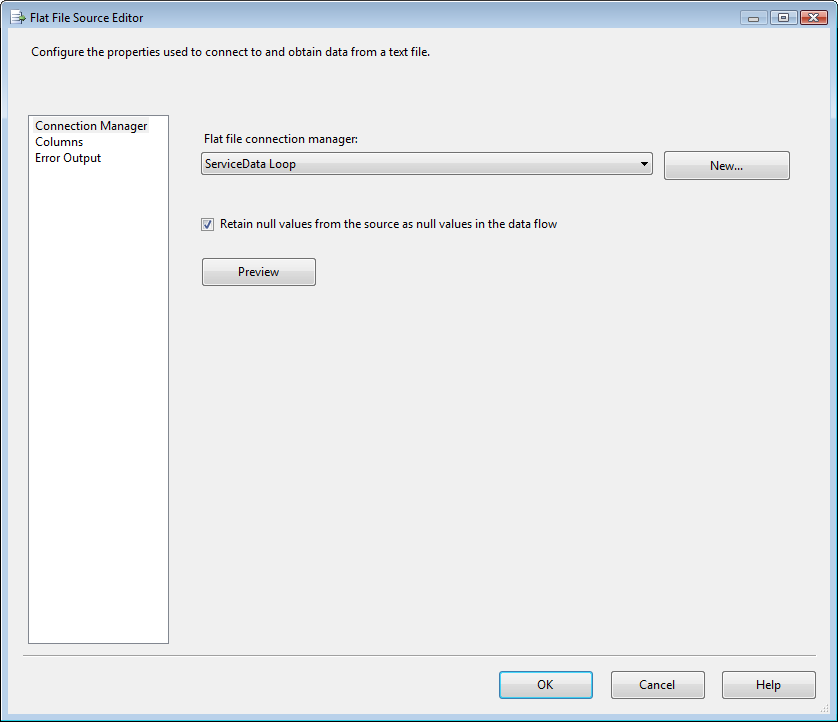 Flat File Source Editor
Configure the properties used to connect to and obtain data from a text file.
Connection Manager
Columns
Error Output
Flat file connection manager:
ServiceData Loop
New...
Retain null values from the source as null values in the data flow
Preview
OK
Cancel
Help